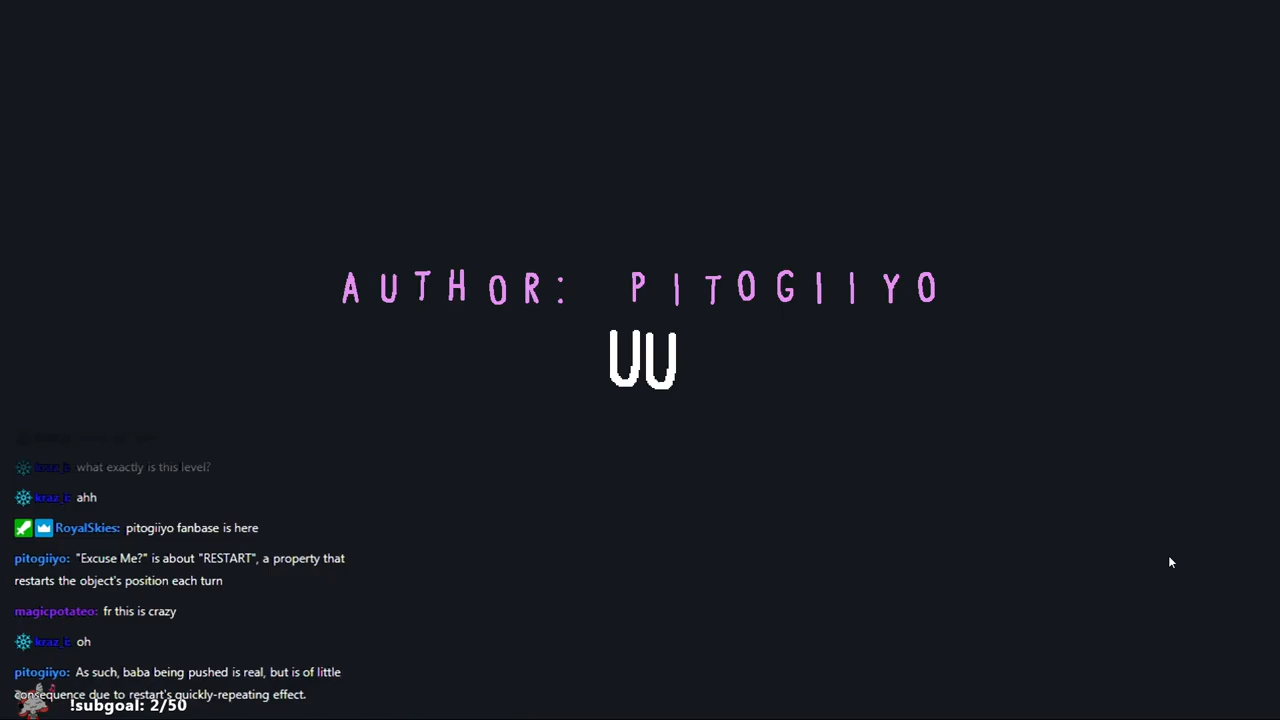 AUTHOR: PITOGIIYO
UU
what exactly is this level?
ahh
RoyalSkies: pitogiiyo fanbase is here
pitogiiyo: "Excuse Me?" is about "RESTART", a property that
restarts the object's position each turn
magicpotateo: fr this is crazy
oh
pitogiiyo: As such, baba being pushed is real, but is of little
consequence due to restart's quickly-repeating effect.
!subgoal: 2/50